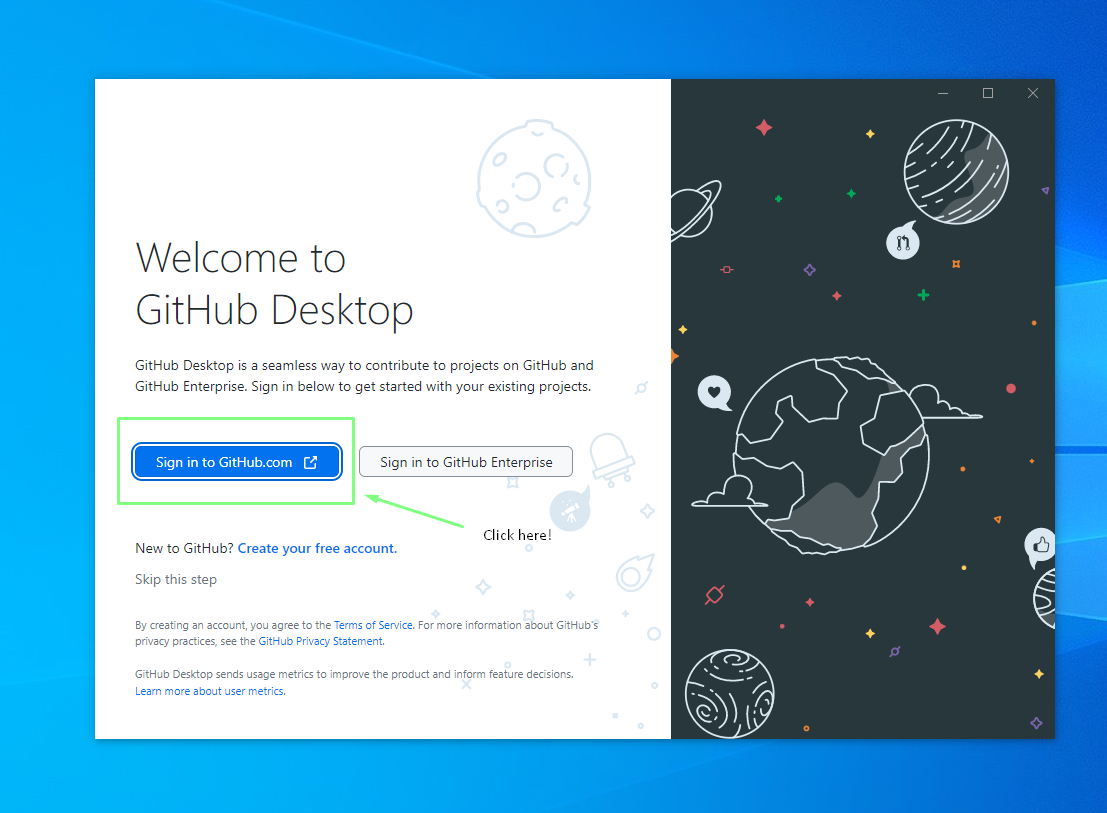 Welcome to
GitHub Desktop
GitHub Desktop is a seamless way to contribute to projects on GitHub and
GitHub Enterprise. Sign in below to get started with your existing projects.
Sign in to GitHub.com
Sign in to GitHub Enterprise
Click here!
New to GitHub? Create your free account.
Skip this step
By creating an account, you agree to the Terms of Service. For more information about GitHub's
privacy practices, see the GitHub Privacy Statement.
GitHub Desktop sends usage metrics to improve the product and inform feature decisions.
Learn more about user metrics.